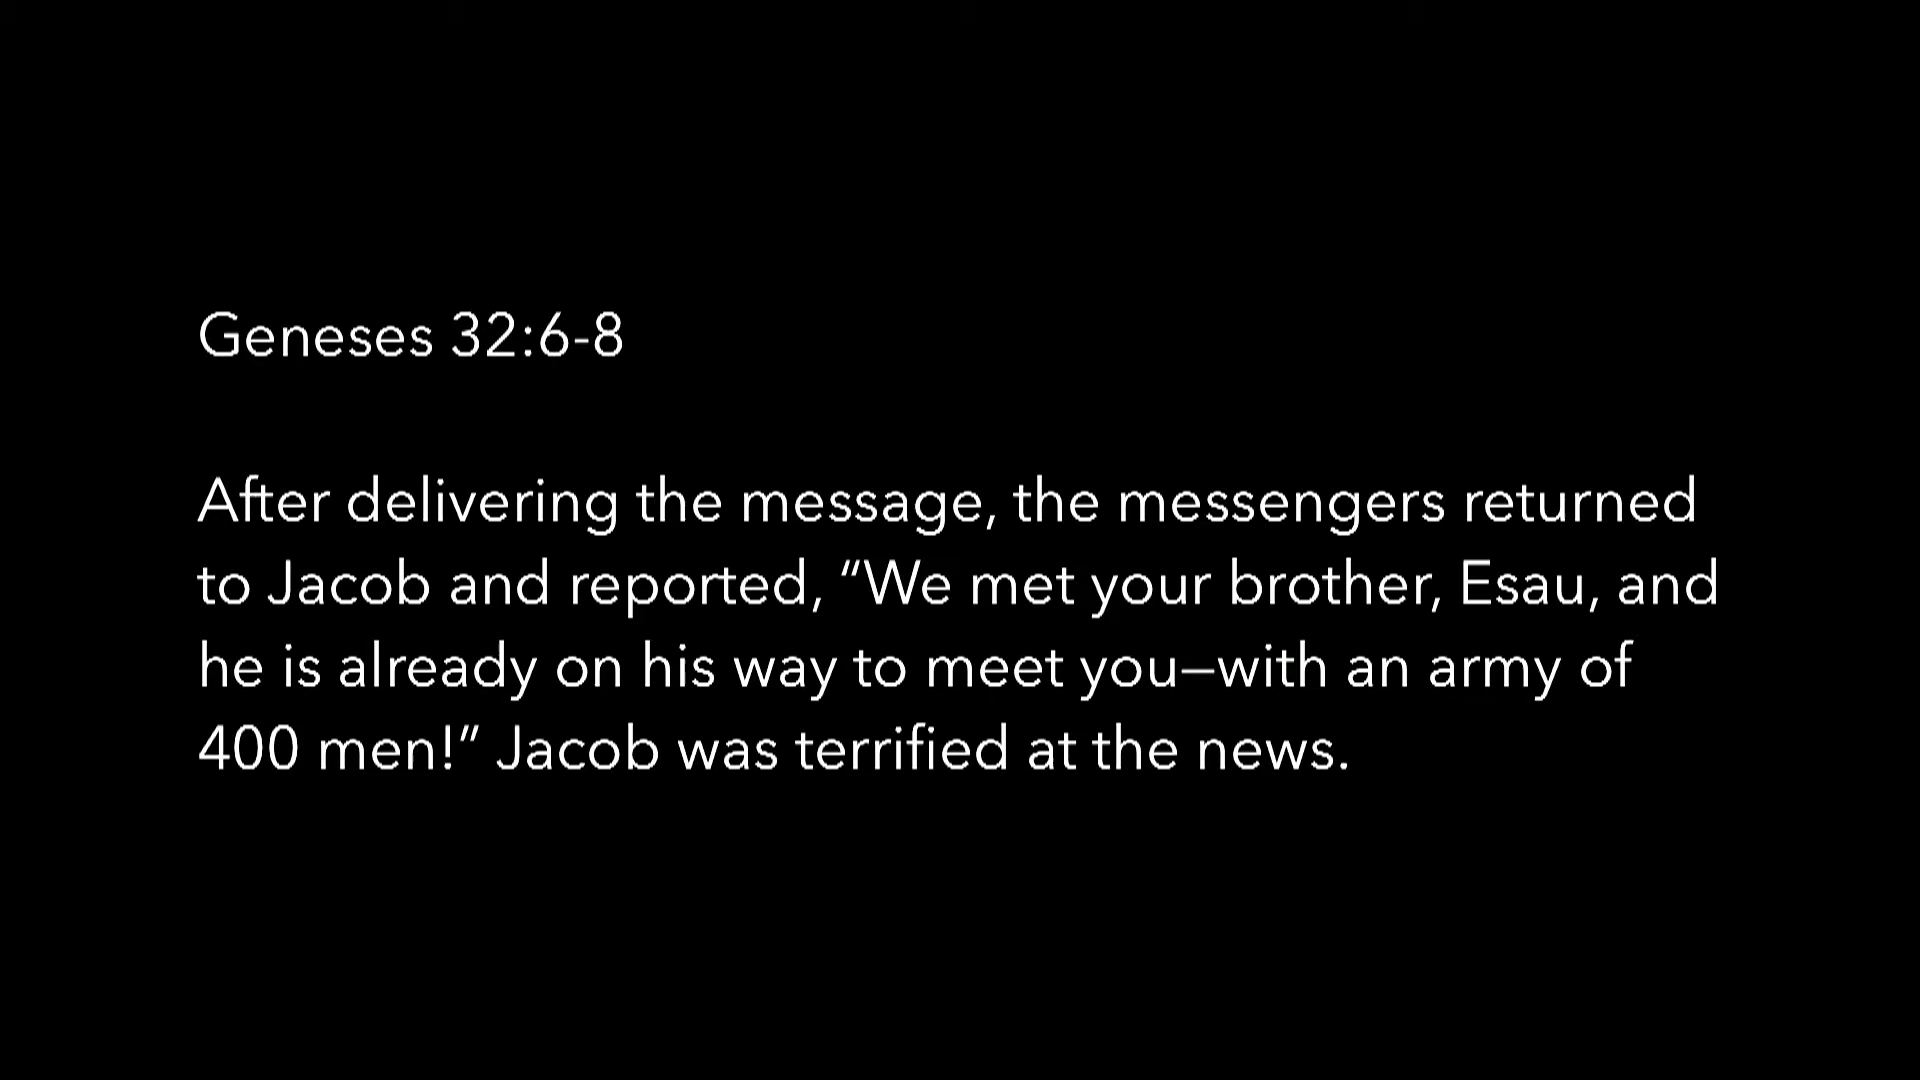 Geneses 32:6-8
After delivering the message, the messengers returned
to Jacob and reported, “We met your brother, Esau, and
he is already on his way to meet you—with an army of
400 men!” Jacob was terrified at the news.